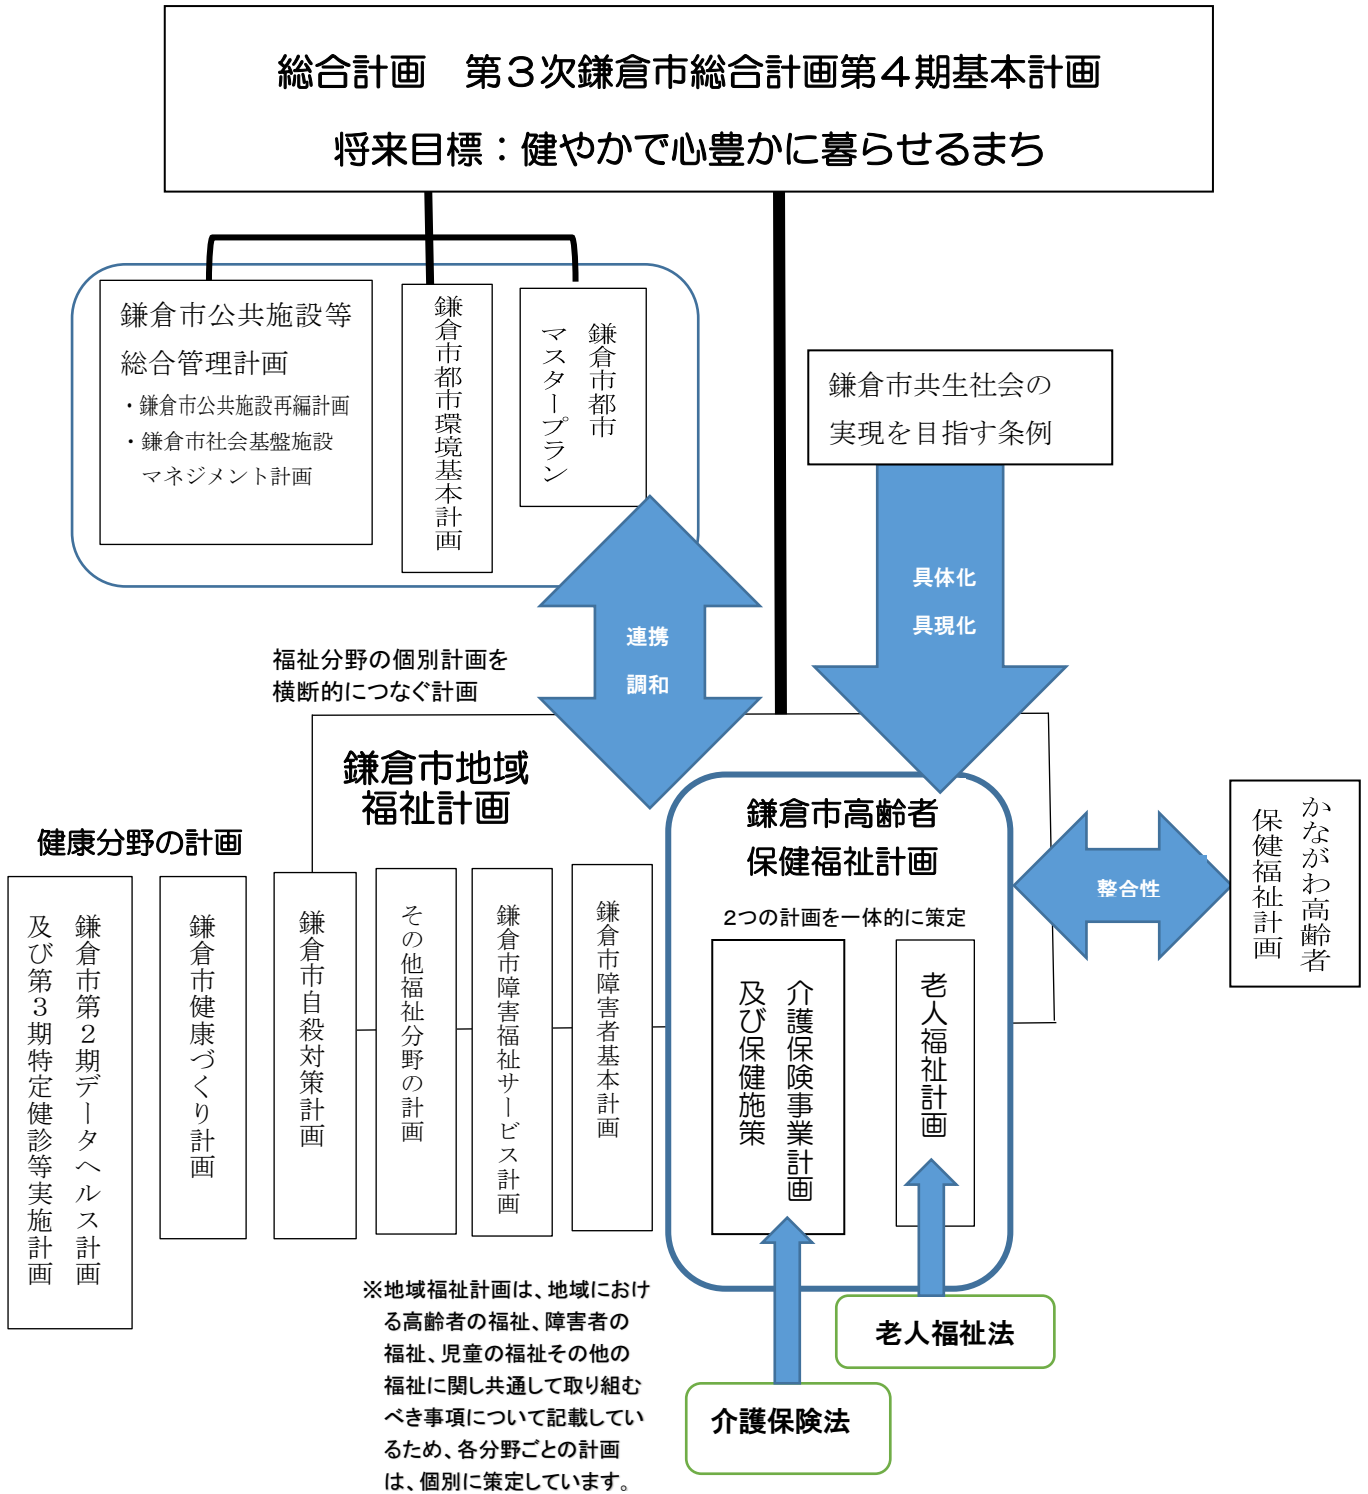 総合計画　第３次鎌倉市総合計画第４期基本計画
将来目標：健やかで心豊かに暮らせるまち
鎌倉市公共施設等
総合管理計画
・鎌倉市公共施設再編計画
・鎌倉市社会基盤施設
マネジメント計画
鎌倉市都市環境基本計画
鎌倉市都市
マスタープラン
鎌倉市共生社会の
実現を目指す条例
具体化
具現化
連携
調和
福祉分野の個別計画を
横断的につなぐ計画
鎌倉市地域
福祉計画
鎌倉市高齢者
保健福祉計画
2つの計画を一体的に策定
介護保険事業計画
及び保健施策
老人福祉計画
整合性
かながわ高齢者
保健福祉計画
健康分野の計画
鎌倉市第２期データヘルス計画
及び第３期特定健診等実施計画
鎌倉市健康づくり計画
鎌倉市自殺対策計画
その他福祉分野の計画
鎌倉市障害福祉サービス計画
鎌倉市障害者基本計画
※地域福祉計画は、地域におけ
る高齢者の福祉、障害者の
福祉、児童の福祉その他の
福祉に関し共通して取り組む
べき事項について記載してい
るため、各分野ごとの計画
は、個別に策定しています。
老人福祉法
介護保険法